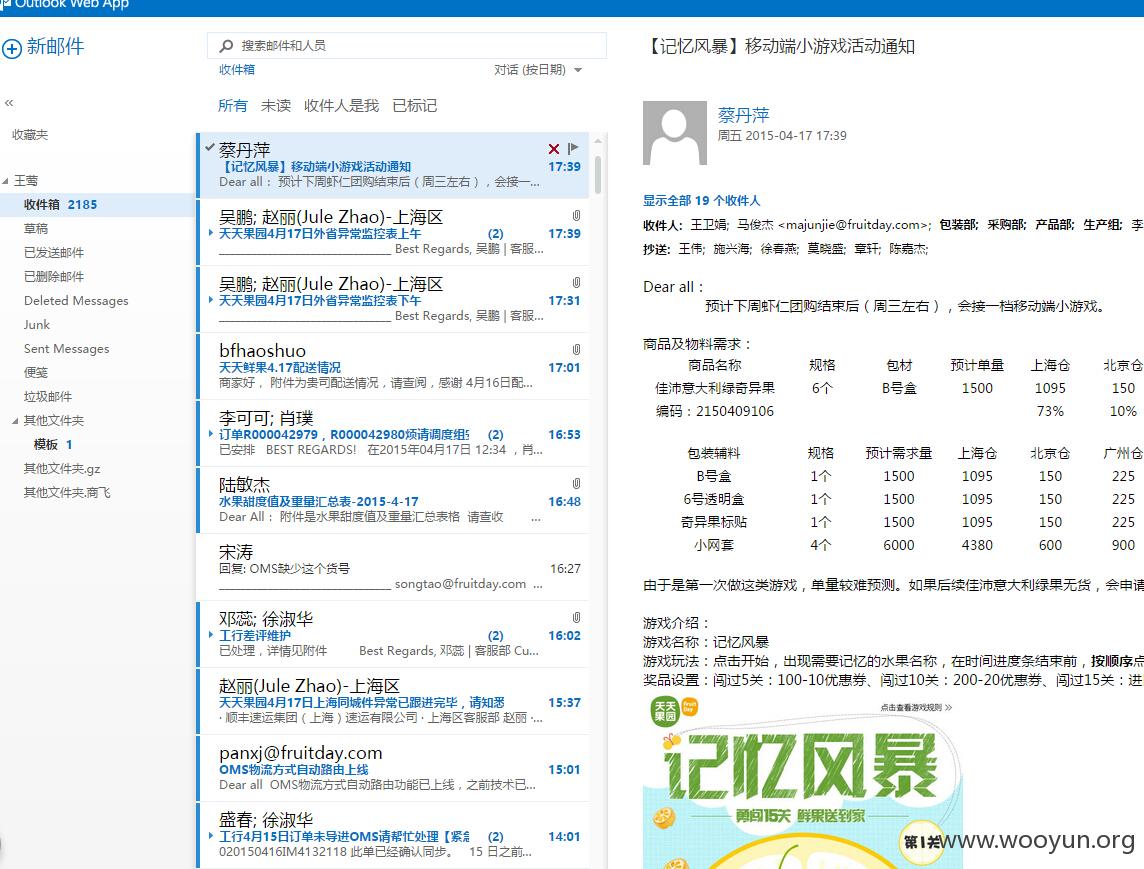 Outlook Web App
新邮件
«
收藏夹
王莺
收件箱 2185
草稿
已发送邮件
已删除邮件
Deleted Messages
Junk
Sent Messages
便笺
垃圾邮件
其他文件夹
模板 1
其他文件夹.gz
其他文件夹.商飞
搜索邮件和人员
收件箱 对话 (按日期)
所有 未读 收件人是我 已标记
蔡丹萍
【记忆风暴】移动端小游戏活动通知 17:39
Dear all： 预计下周虾仁团购结束后（周三左右），会接一...
吴鹏; 赵丽(Jule Zhao)-上海区
天天果园4月17日外省异常监控表上午 (2) 17:39
Best Regards, 吴鹏 | 客服...
吴鹏; 赵丽(Jule Zhao)-上海区
天天果园4月17日外省异常监控表下午 17:31
Best Regards, 吴鹏 | 客服...
bfhaoshuo
天天鲜果4.17配送情况 17:01
商家好， 附件为贵司配送情况，请查阅，感谢 4月16日配...
李可可; 肖璞
订单R000042979，R000042980烦请调度组 (2) 16:53
已安排 BEST REGARDS! 在2015年04月17日 12:34 ，肖...
陆敏杰
水果甜度值及重量汇总表-2015-4-17 16:48
Dear All： 附件是水果甜度值及重量汇总表格 请查收 ...
宋涛
回复: OMS缺少这个货号 16:27
songtao@fruitday.com ...
邓蕊; 徐淑华
工行差评维护 (2) 16:02
已处理，详情见附件 Best Regards, 邓蕊 | 客服部 Cu...
赵丽(Jule Zhao)-上海区
天天果园4月17日上海同城件异常已跟进完毕，请知悉 15:37
· 顺丰速运集团（上海）速运有限公司 · 上海区客服部 赵丽 ·...
panxj@fruitday.com
OMS物流方式自动路由上线 15:01
Dear all OMS物流方式自动路由功能已上线，之前技术已...
盛春; 徐淑华
工行4月15日订单未导进OMS请帮忙处理【紧急 (2) 14:01
020150416IM4132118 此单已经确认同步。 15 日之前...
【记忆风暴】移动端小游戏活动通知
蔡丹萍
周五 2015-04-17 17:39
显示全部 19 个收件人
收件人: 王卫娟; 马俊杰 <majunjie@fruitday.com>; 包装部; 采购部; 产品部; 生产组; 李
抄送: 王伟; 施兴海; 徐春燕; 莫晓盛; 章轩; 陈嘉杰;
Dear all：
预计下周虾仁团购结束后（周三左右），会接一档移动端小游戏。
商品及物料需求：
商品名称 规格 包材 预计单量 上海仓 北京仓
佳沛意大利绿奇异果 6个 B号盒 1500 1095 150
编码：2150409106 73% 10%
包装辅料 规格 预计需求量 上海仓 北京仓 广州仓
B号盒 1个 1500 1095 150 225
6号透明盒 1个 1500 1095 150 225
奇异果标贴 1个 1500 1095 150 225
小网套 4个 6000 4380 600 900
由于是第一次做这类游戏，单量较难预测。如果后续佳沛意大利绿果无货，会申请
游戏介绍：
游戏名称：记忆风暴
游戏玩法：点击开始，出现需要记忆的水果名称，在时间进度条结束前，按顺序点
奖品设置：闯过5关：100-10优惠券、闯过10关：200-20优惠券、闯过15关：进
天天果园 Fruit Day 点击查看游戏规则 »
记忆风暴
勇闯15关 鲜果送到家
第1关
www.wooyun.org